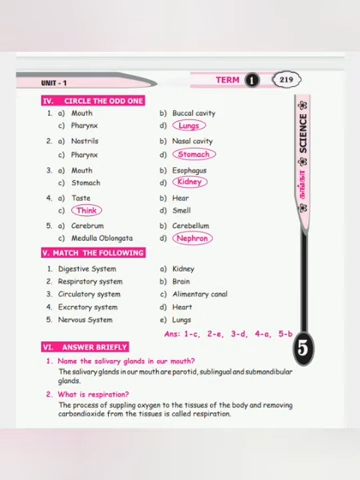 UNIT - 1
TERM 1
219
IV. CIRCLE THE ODD ONE
1. a) Mouth b) Buccal cavity
c) Pharynx d) Lungs
2. a) Nostrils b) Nasal cavity
c) Pharynx d) Stomach
3. a) Mouth b) Esophagus
c) Stomach d) Kidney
4. a) Taste b) Hear
c) Think d) Smell
5. a) Cerebrum b) Cerebellum
c) Medulla Oblongata d) Nephron
V. MATCH THE FOLLOWING
1. Digestive System a) Kidney
2. Respiratory system b) Brain
3. Circulatory system c) Alimentary canal
4. Excretory system d) Heart
5. Nervous System e) Lungs
Ans: 1-c, 2-e, 3-d, 4-a, 5-b
VI. ANSWER BRIEFLY
1. Name the salivary glands in our mouth?
The salivary glands in our mouth are parotid, sublingual and submandibular
glands.
2. What is respiration?
The process of suppling oxygen to the tissues of the body and removing
carbondioxide from the tissues is called respiration.
SCIENCE
5